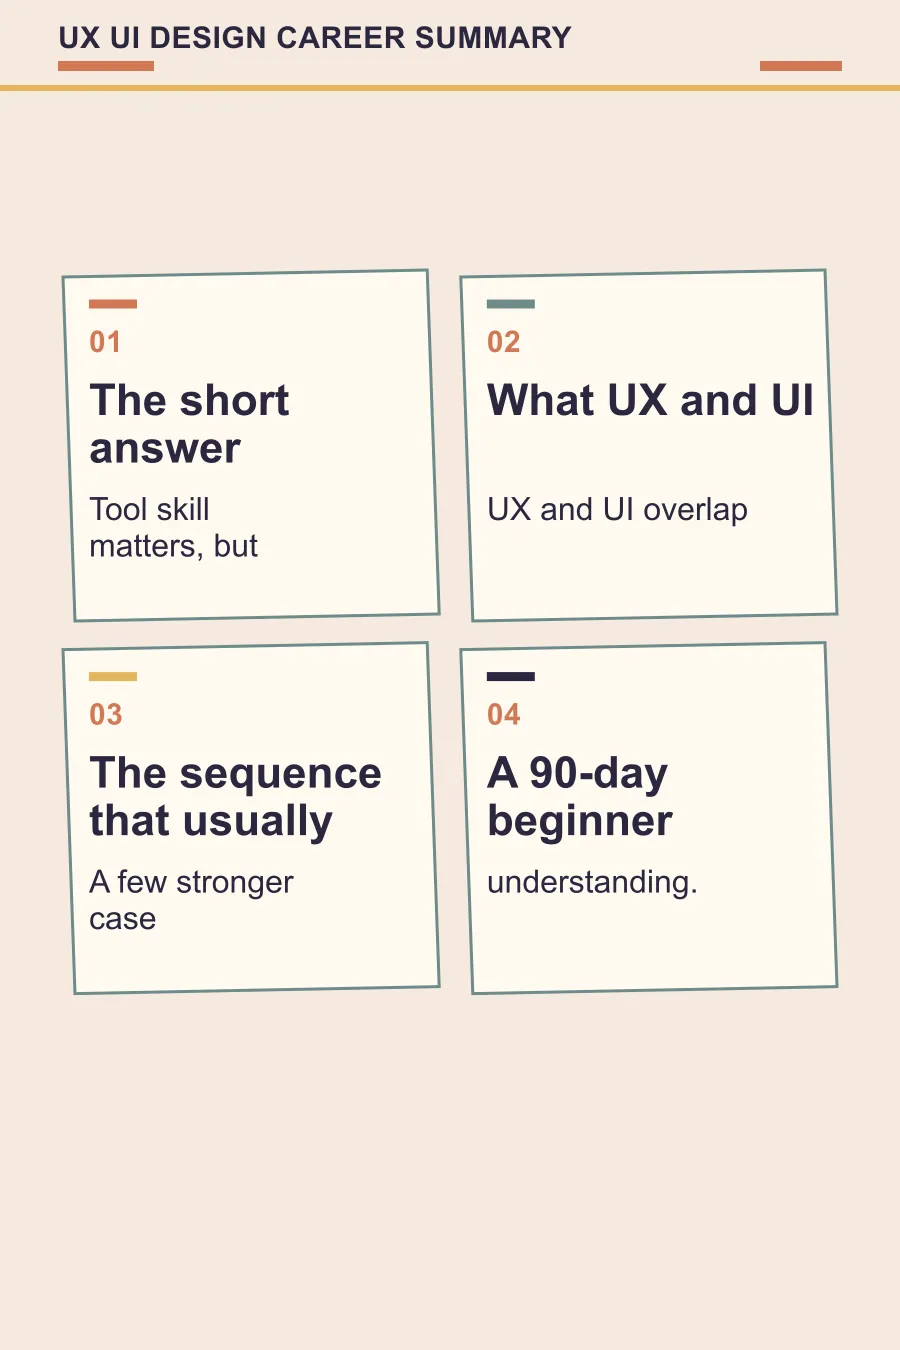 UX UI DESIGN CAREER SUMMARY
01
The short
answer
Tool skill
matters, but
02
What UX and UI
UX and UI overlap
03
The sequence
that usually
A few stronger
case
04
A 90-day
beginner
understanding.